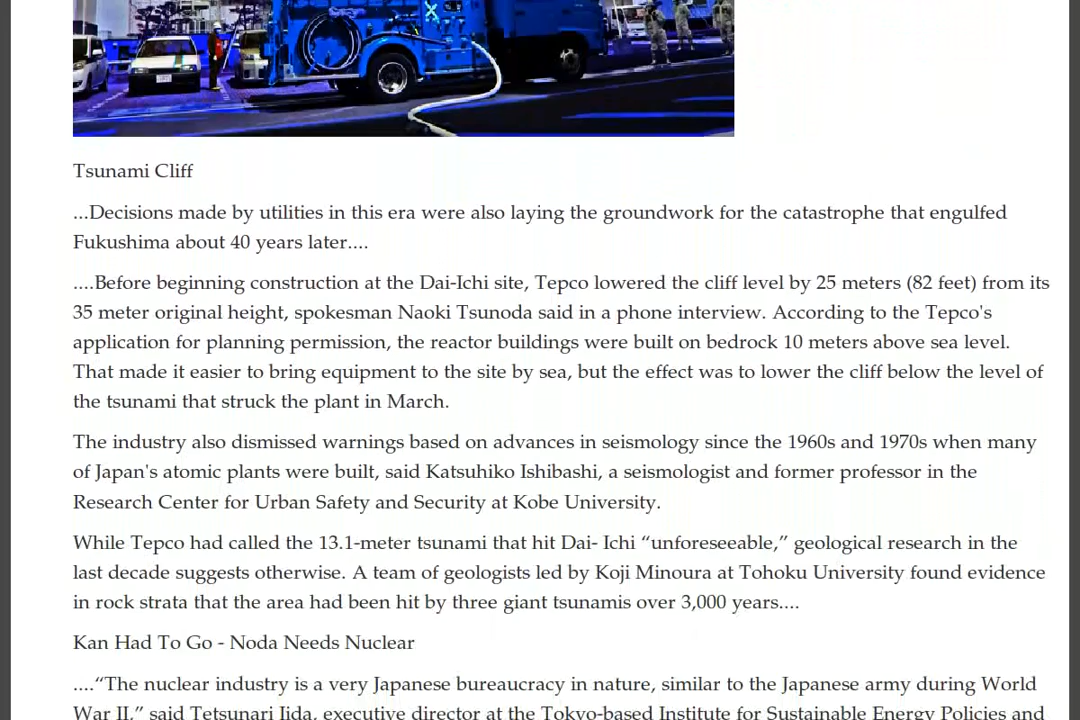 Tsunami Cliff
...Decisions made by utilities in this era were also laying the groundwork for the catastrophe that engulfed
Fukushima about 40 years later....
....Before beginning construction at the Dai-Ichi site, Tepco lowered the cliff level by 25 meters (82 feet) from its
35 meter original height, spokesman Naoki Tsunoda said in a phone interview. According to the Tepco's
application for planning permission, the reactor buildings were built on bedrock 10 meters above sea level.
That made it easier to bring equipment to the site by sea, but the effect was to lower the cliff below the level of
the tsunami that struck the plant in March.
The industry also dismissed warnings based on advances in seismology since the 1960s and 1970s when many
of Japan's atomic plants were built, said Katsuhiko Ishibashi, a seismologist and former professor in the
Research Center for Urban Safety and Security at Kobe University.
While Tepco had called the 13.1-meter tsunami that hit Dai- Ichi “unforeseeable,” geological research in the
last decade suggests otherwise. A team of geologists led by Koji Minoura at Tohoku University found evidence
in rock strata that the area had been hit by three giant tsunamis over 3,000 years....
Kan Had To Go - Noda Needs Nuclear
....“The nuclear industry is a very Japanese bureaucracy in nature, similar to the Japanese army during World
War II,” said Tetsunari Iida, executive director at the Tokyo-based Institute for Sustainable Energy Policies and